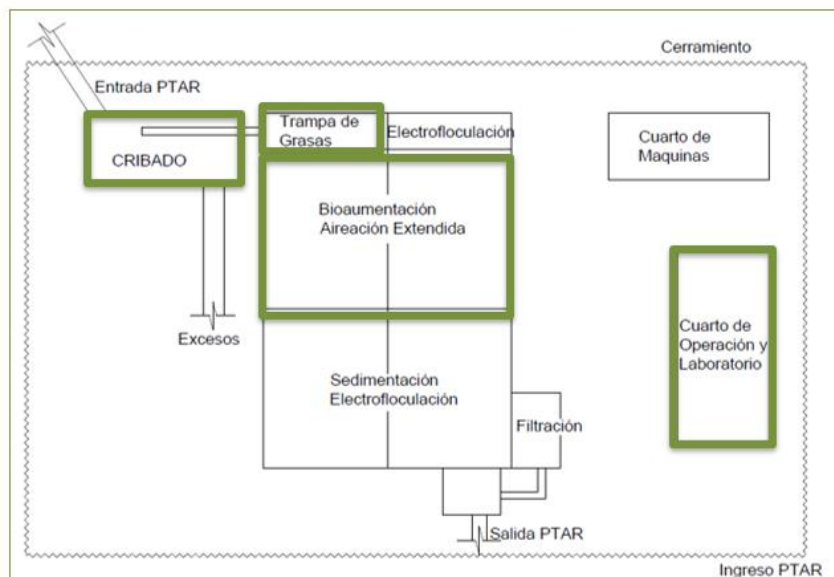 Cerramiento
Entrada PTAR
Trampa de
Grasas
Electrofloculación
CRIBADO
Cuarto de
Maquinas
Bioaumentación
Aireación Extendida
Excesos
Cuarto de
Operación y
Laboratorio
Sedimentación
Electrofloculación
Filtración
Salida PTAR
Ingreso PTAR